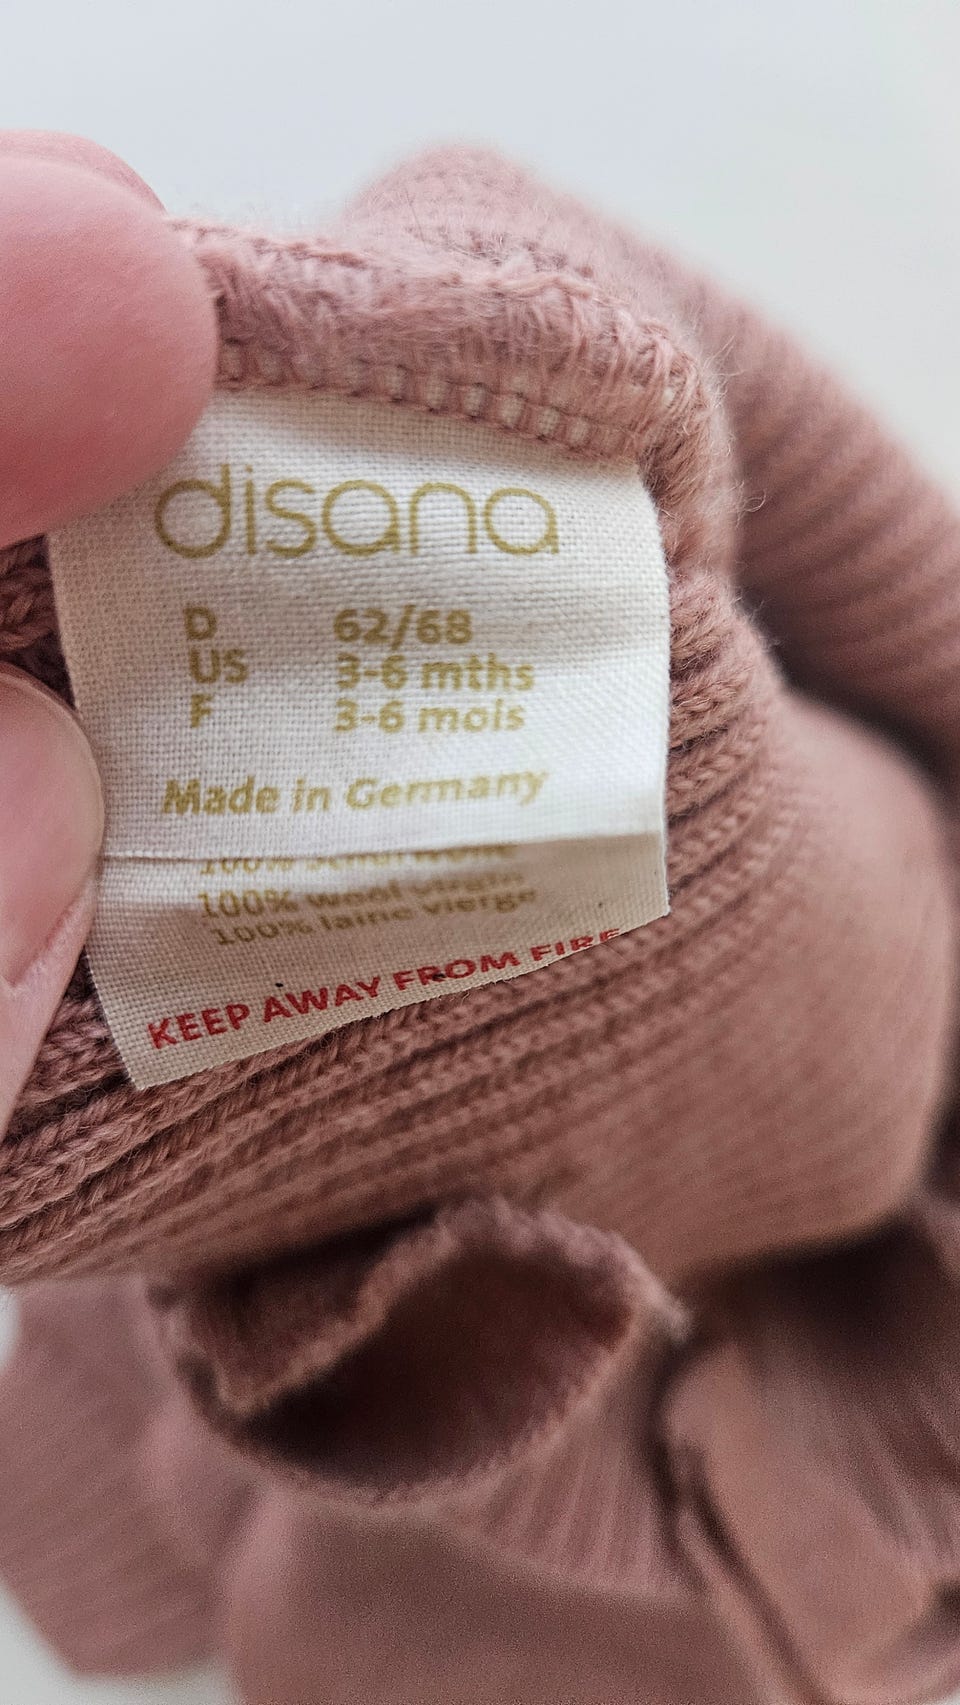 disana
D 62/68
US 3-6 mths
F 3-6 mois
Made in Germany
100%
100% wool virgin
100% laine vierge
KEEP AWAY FROM FIRE